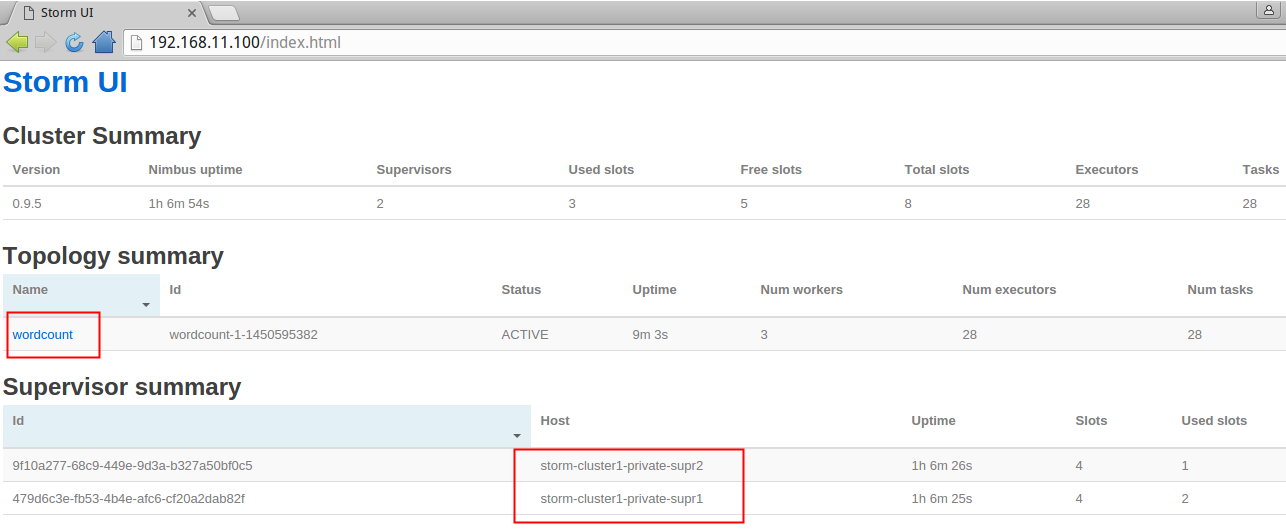 Storm UI
192.168.11.100/index.html
Storm UI
Cluster Summary
Version Nimbus uptime Supervisors Used slots Free slots Total slots Executors Tasks
0.9.5 1h 6m 54s 2 3 5 8 28 28
Topology summary
Name Id Status Uptime Num workers Num executors Num tasks
wordcount wordcount-1-1450595382 ACTIVE 9m 3s 3 28 28
Supervisor summary
Id Host Uptime Slots Used slots
9f10a277-68c9-449e-9d3a-b327a50bf0c5 storm-cluster1-private-supr2 1h 6m 26s 4 1
479d6c3e-fb53-4b4e-afc6-cf20a2dab82f storm-cluster1-private-supr1 1h 6m 25s 4 2